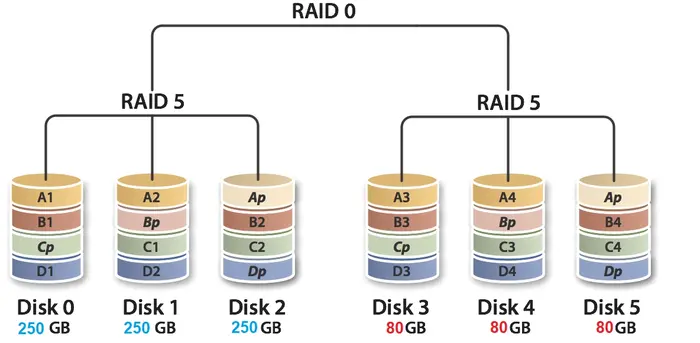 RAID 0
RAID 5 RAID 5
A1 A2 Ap A3 A4 Ap
B1 Bp B2 B3 Bp B4
Cp C1 C2 Cp C3 C4
D1 D2 Dp D3 D4 Dp
Disk 0 Disk 1 Disk 2 Disk 3 Disk 4 Disk 5
250 GB 250 GB 250 GB 80GB 80GB 80GB